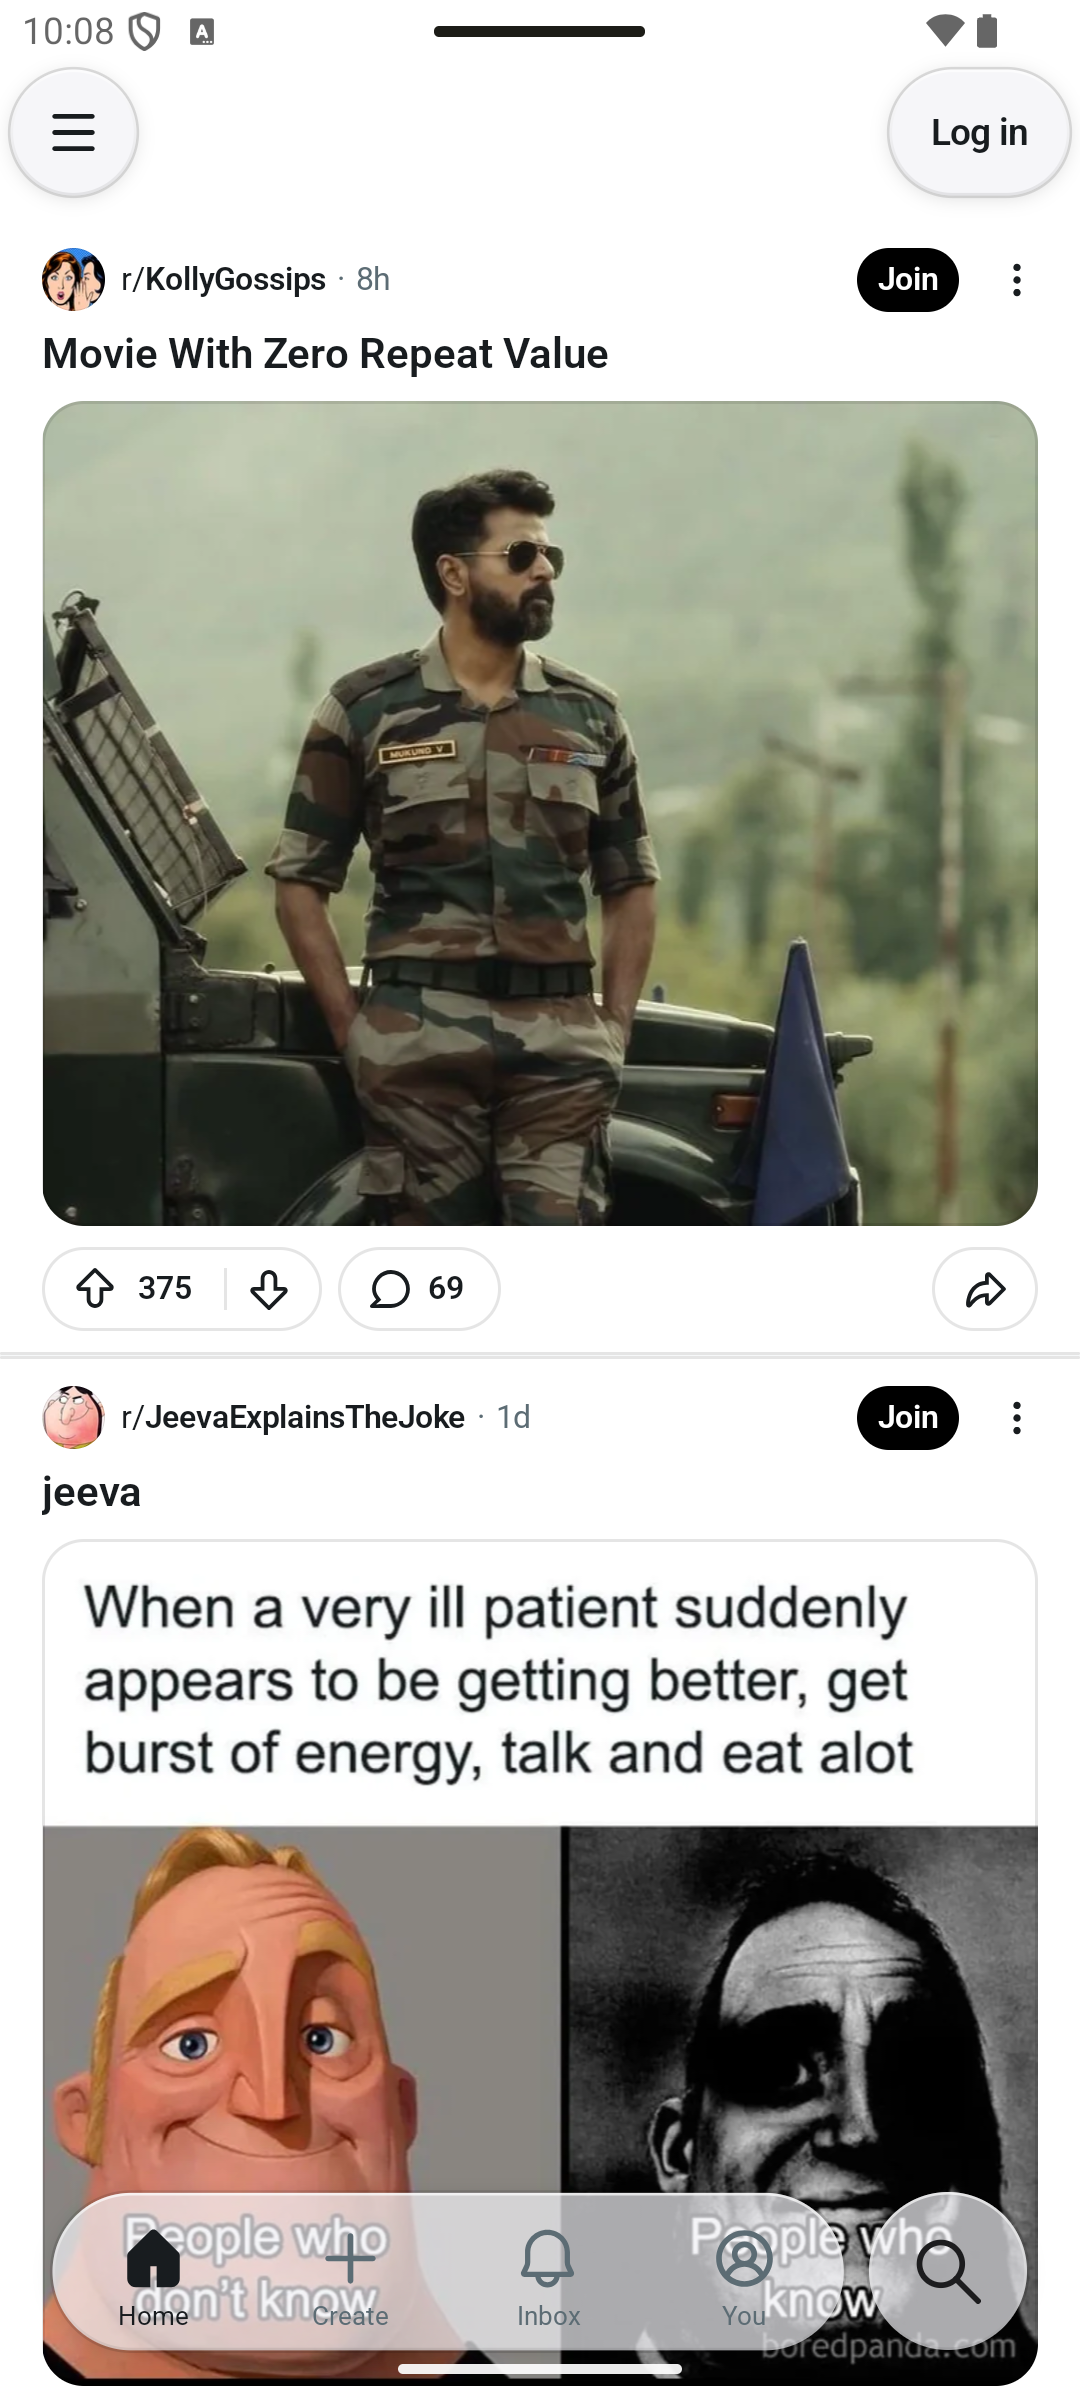 10:08
A
Log in
r/KollyGossips · 8h
Join
Movie With Zero Repeat Value
MUKUND V
375
69
r/JeevaExplainsTheJoke · 1d
Join
jeeva
When a very ill patient suddenly
appears to be getting better, get
burst of energy, talk and eat alot
People who
don't know
People who
know
boredpanda.com
Home
Create
Inbox
You